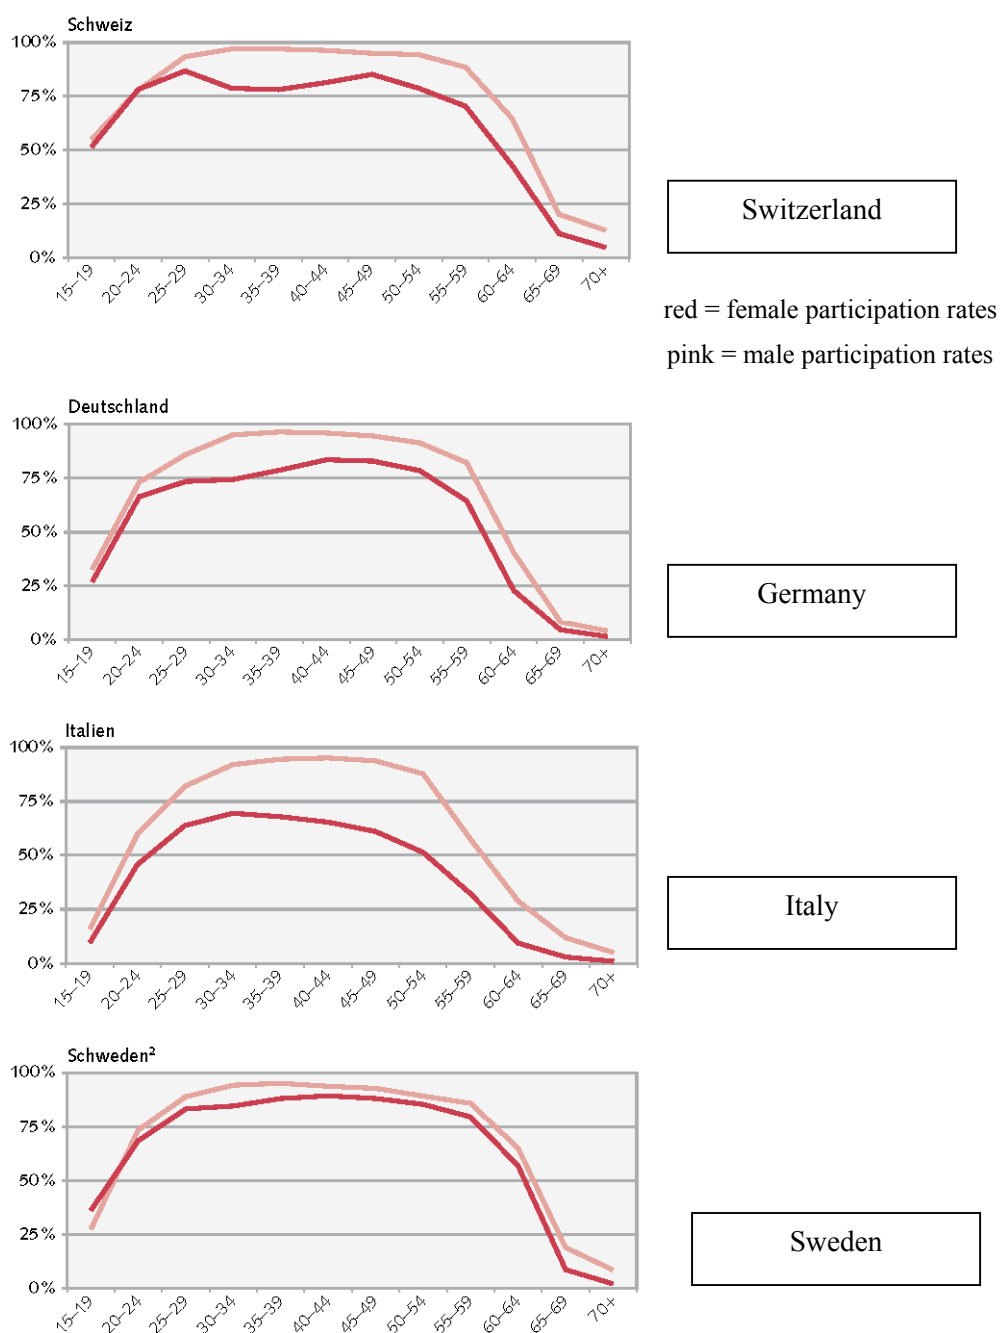 Schweiz
100%
75%
50%
25%
0%
15–19 20–24 25–29 30–34 35–39 40–44 45–49 50–54 55–59 60–64 65–69 70+
Switzerland
red = female participation rates
pink = male participation rates
Deutschland
100%
75%
50%
25%
0%
15–19 20–24 25–29 30–34 35–39 40–44 45–49 50–54 55–59 60–64 65–69 70+
Germany
Italien
100%
75%
50%
25%
0%
15–19 20–24 25–29 30–34 35–39 40–44 45–49 50–54 55–59 60–64 65–69 70+
Italy
Schweden²
100%
75%
50%
25%
0%
15–19 20–24 25–29 30–34 35–39 40–44 45–49 50–54 55–59 60–64 65–69 70+
Sweden